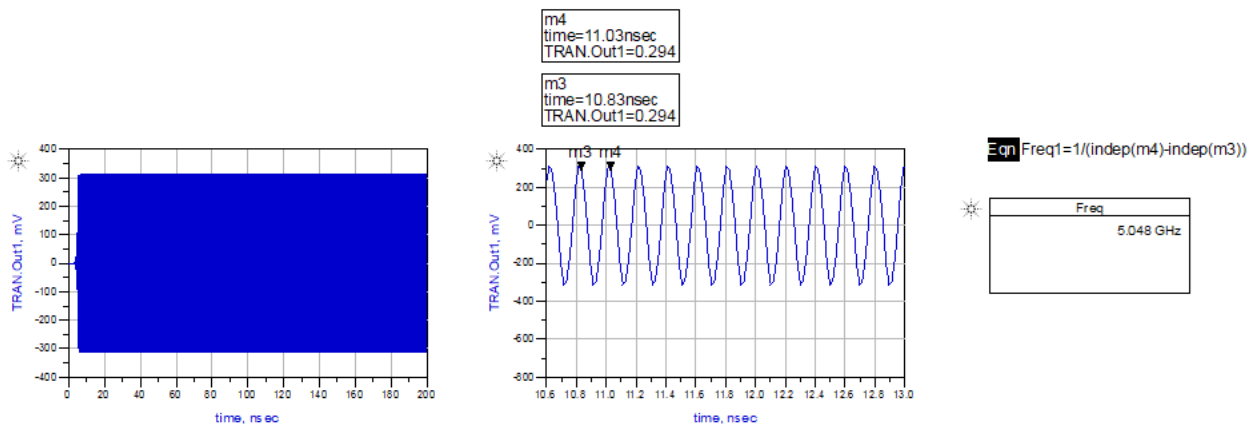 m4
time=11.03nsec
TRAN.Out1=0.294
m3
time=10.83nsec
TRAN.Out1=0.294
400
300
200
100
0
-100
-200
-300
-400
TRAN.Out1, mV
0 20 40 60 80 100 120 140 160 180 200
time, nsec
m3 m4
400
200
0
-200
-400
-600
-800
TRAN.Out1, mV
10.6 10.8 11.0 11.2 11.4 11.6 11.8 12.0 12.2 12.4 12.6 12.8 13.0
time, nsec
Eqn Freq1=1/(indep(m4)-indep(m3))
Freq
5.048 GHz